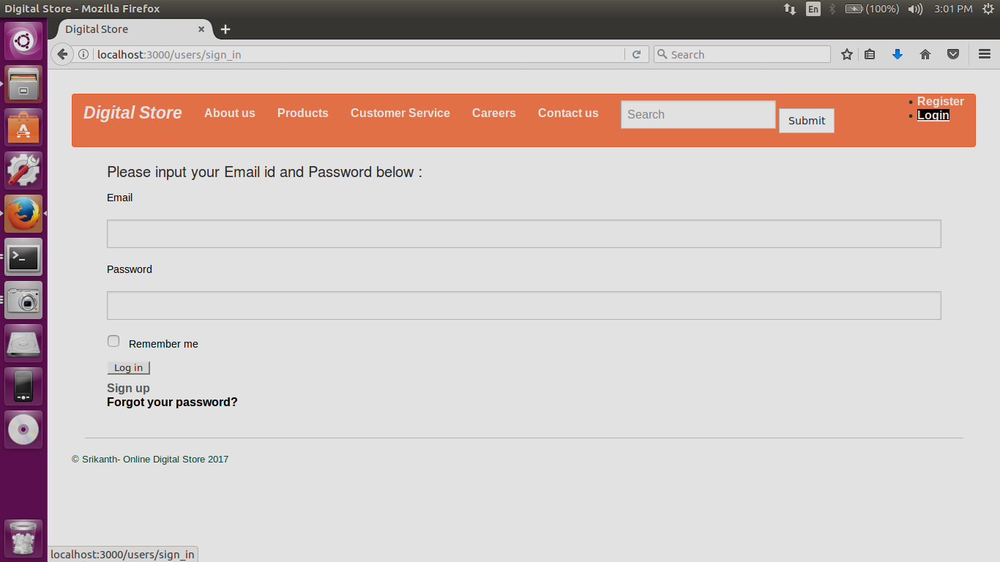 Digital Store - Mozilla Firefox
En (100%) 3:01 PM
Digital Store
localhost:3000/users/sign_in
Search
Digital Store About us Products Customer Service Careers Contact us Search Submit
Register
Login
Please input your Email id and Password below :
Email
Password
Remember me
Log in
Sign up
Forgot your password?
© Srikanth- Online Digital Store 2017
localhost:3000/users/sign_in